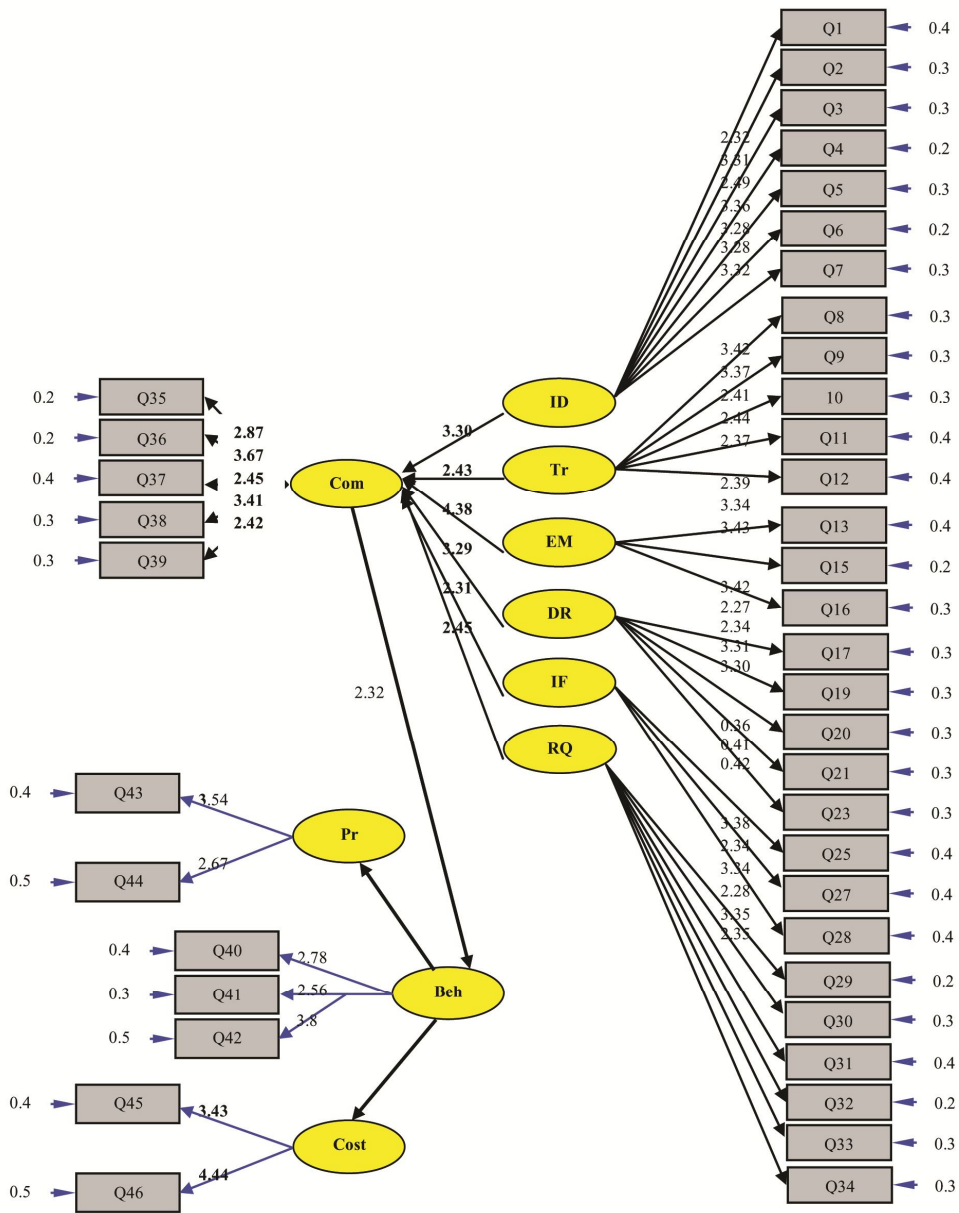 Q1 0.4
Q2 0.3
Q3 0.3
2.32
Q4 0.2
3.31
2.49
Q5 0.3
3.36
3.28
Q6 0.2
3.28
Q7 0.3
3.32
Q8 0.3
3.42
Q9 0.3
3.37
0.2 Q35
ID
10 0.3
2.41
2.44
3.30
2.87
0.2 Q36
Q11 0.4
2.37
3.67
Tr
2.43
0.4 Q37
2.45
Com
Q12 0.4
2.39
3.41
3.34
0.3 Q38
2.42
4.38
3.43
Q13 0.4
EM
3.29
0.3 Q39
Q15 0.2
2.31
3.42
2.27
Q16 0.3
DR
2.45
2.34
3.31
Q17 0.3
3.30
IF
2.32
Q19 0.3
0.36
Q20 0.3
0.41
RQ
0.42
Q21 0.3
0.4 Q43
3.54
Q23 0.3
3.38
Pr
2.34
Q25 0.4
2.67
3.34
0.5 Q44
2.28
Q27 0.4
3.35
2.35
Q28 0.4
0.4 Q40
2.78
Q29 0.2
0.3 Q41
2.56
Beh
3.8
Q30 0.3
0.5 Q42
Q31 0.4
0.4 Q45
3.43
Q32 0.2
Cost
Q33 0.3
4.44
Q34 0.3
0.5 Q46